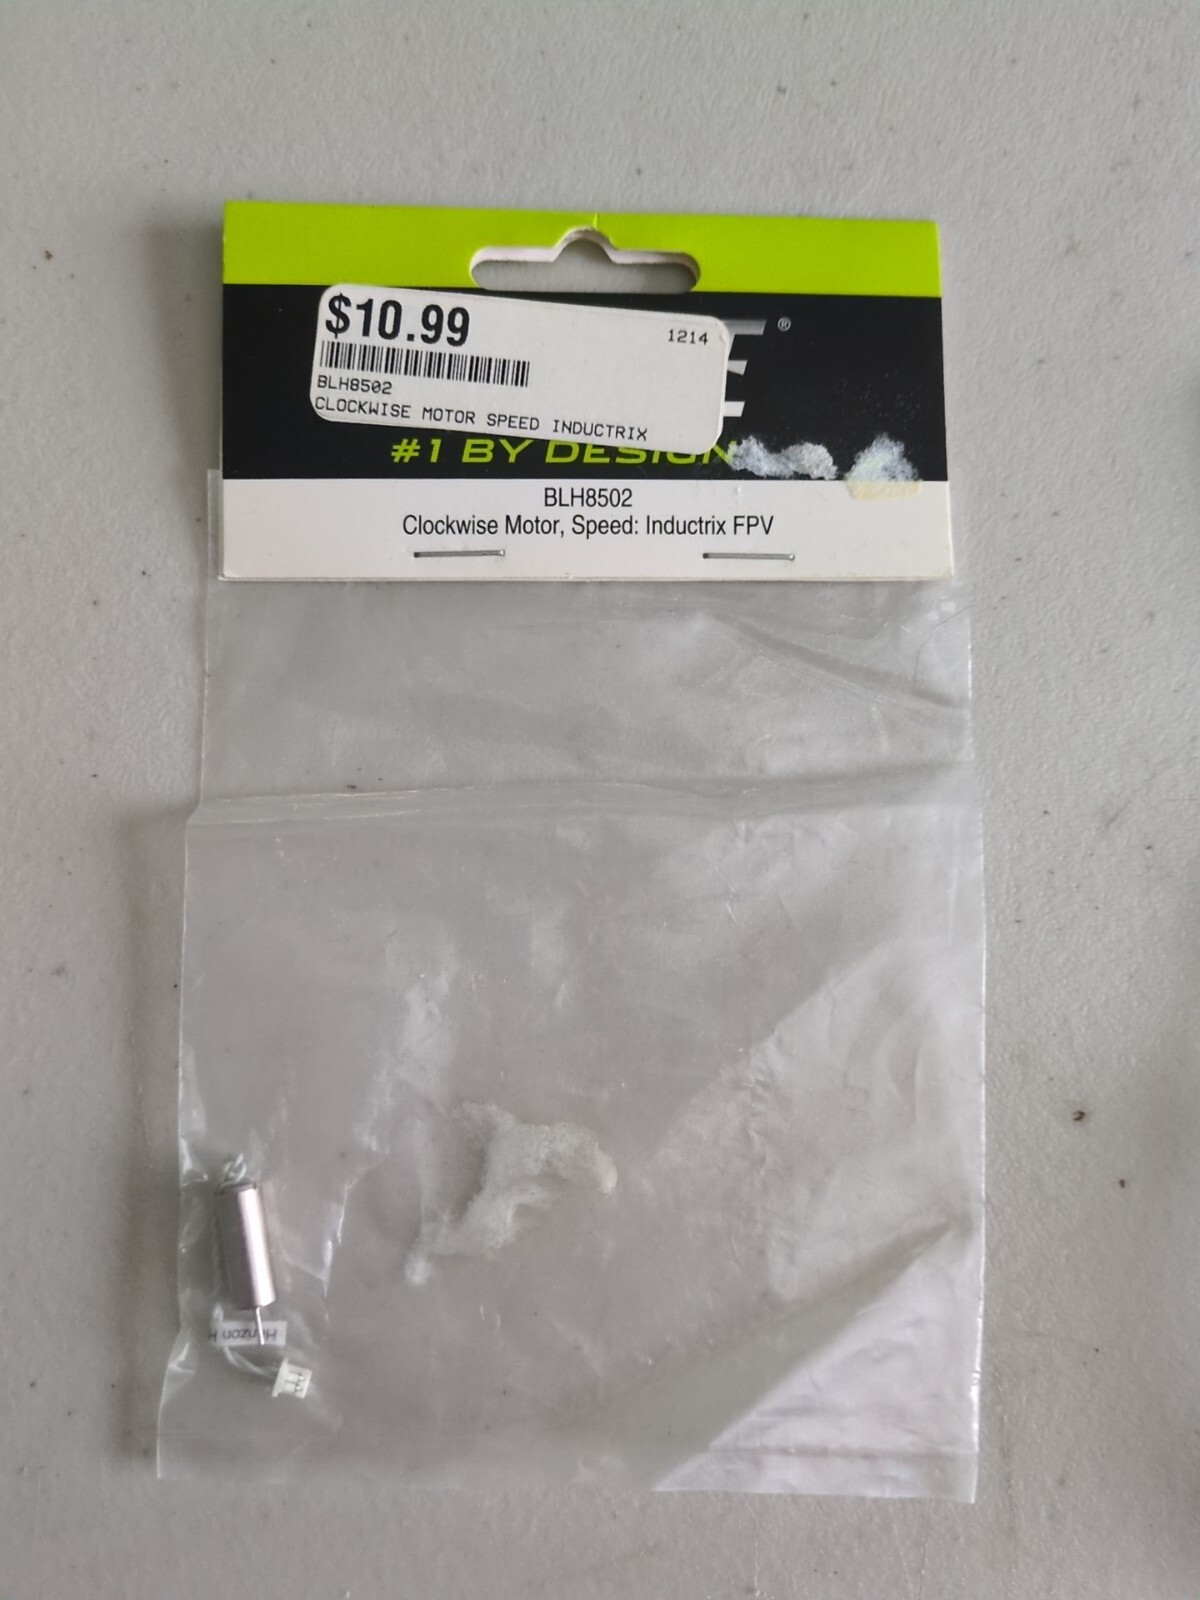 $10.99
1214
BLH8502
CLOCKWISE MOTOR SPEED INDUCTRIX
E®
#1 BY DESIGN
BLH8502
Clockwise Motor, Speed: Inductrix FPV